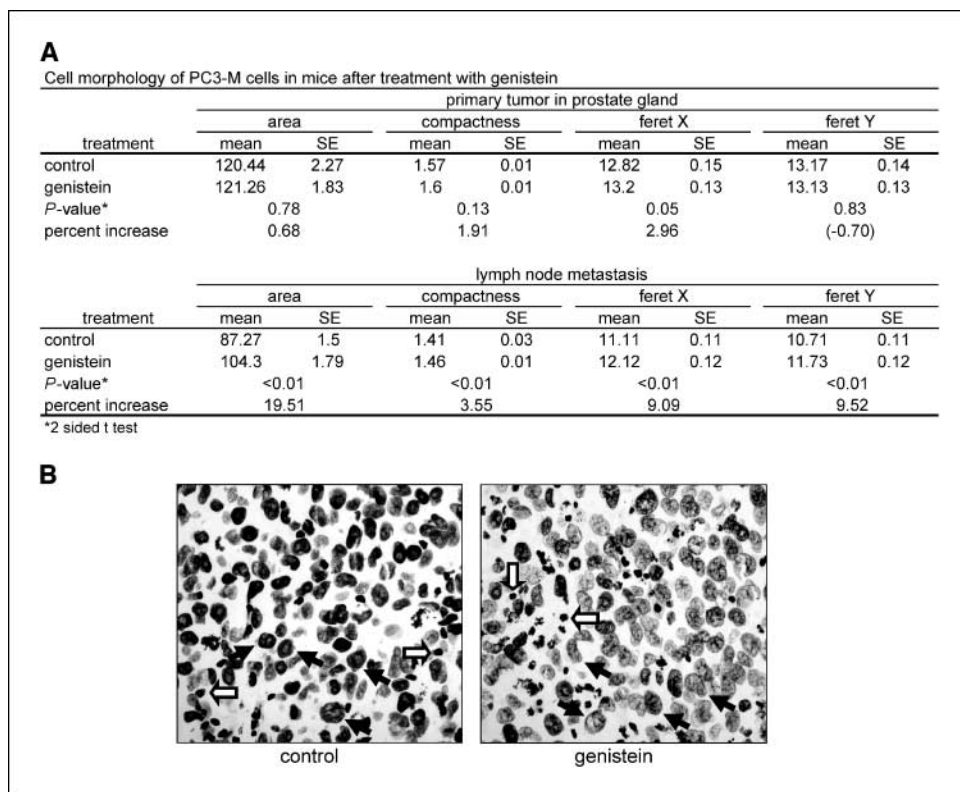 A
Cell morphology of PC3-M cells in mice after treatment with genistein
primary tumor in prostate gland
area compactness feret X feret Y
treatment mean SE mean SE mean SE mean SE
control 120.44 2.27 1.57 0.01 12.82 0.15 13.17 0.14
genistein 121.26 1.83 1.6 0.01 13.2 0.13 13.13 0.13
P-value* 0.78 0.13 0.05 0.83
percent increase 0.68 1.91 2.96 (-0.70)
lymph node metastasis
area compactness feret X feret Y
treatment mean SE mean SE mean SE mean SE
control 87.27 1.5 1.41 0.03 11.11 0.11 10.71 0.11
genistein 104.3 1.79 1.46 0.01 12.12 0.12 11.73 0.12
P-value* <0.01 <0.01 <0.01 <0.01
percent increase 19.51 3.55 9.09 9.52
*2 sided t test
B
control genistein